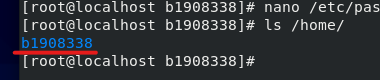 [root@localhost b1908338]# nano /etc/pas
[root@localhost b1908338]# ls /home/
b1908338
[root@localhost b1908338]#